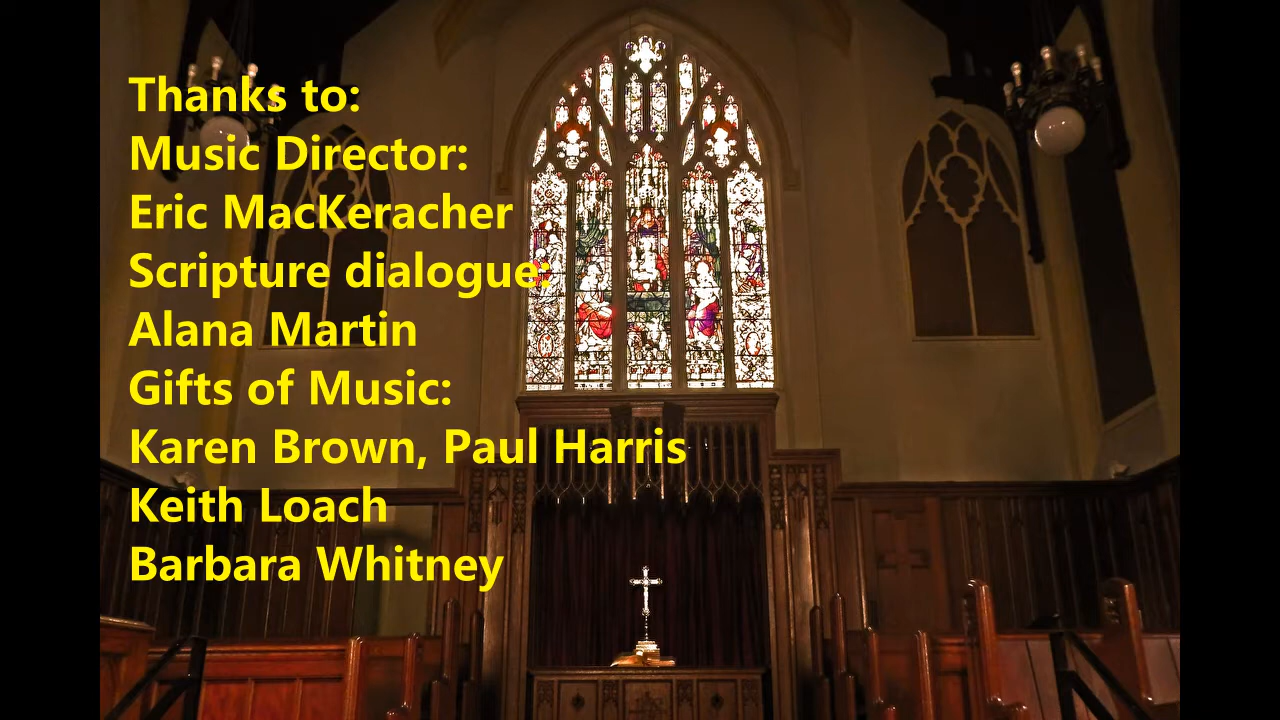 Thanks to:
Music Director:
Eric MacKeracher
Scripture dialogue:
Alana Martin
Gifts of Music:
Karen Brown, Paul Harris
Keith Loach
Barbara Whitney